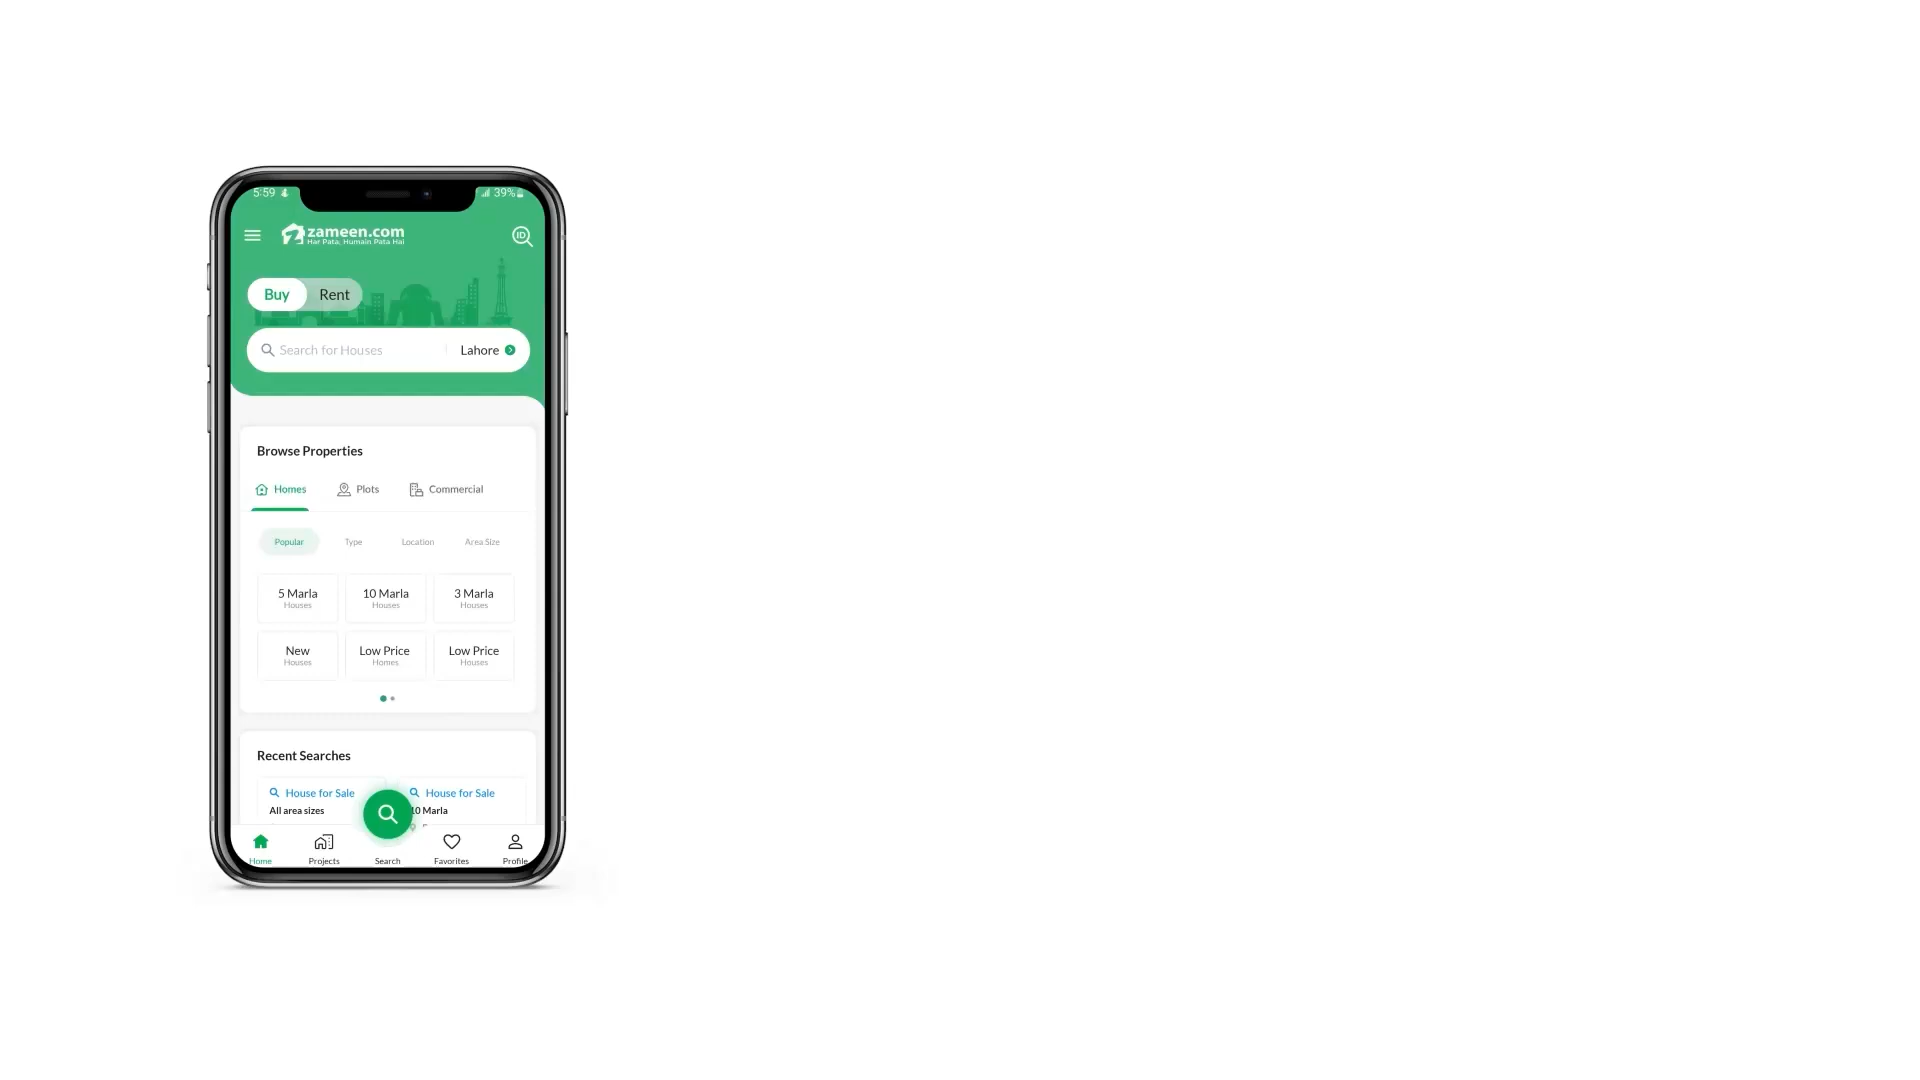 5:59
39%
zameen.com
Har Pata, Humain Pata Hai
ID
Buy
Rent
Search for Houses
Lahore
Browse Properties
Homes
Plots
Commercial
Popular
Type
Location
Area Size
5 Marla
Houses
10 Marla
Houses
3 Marla
Houses
New
Houses
Low Price
Homes
Low Price
Houses
Recent Searches
House for Sale
All area sizes
House for Sale
10 Marla
Home
Projects
Search
Favorites
Profile